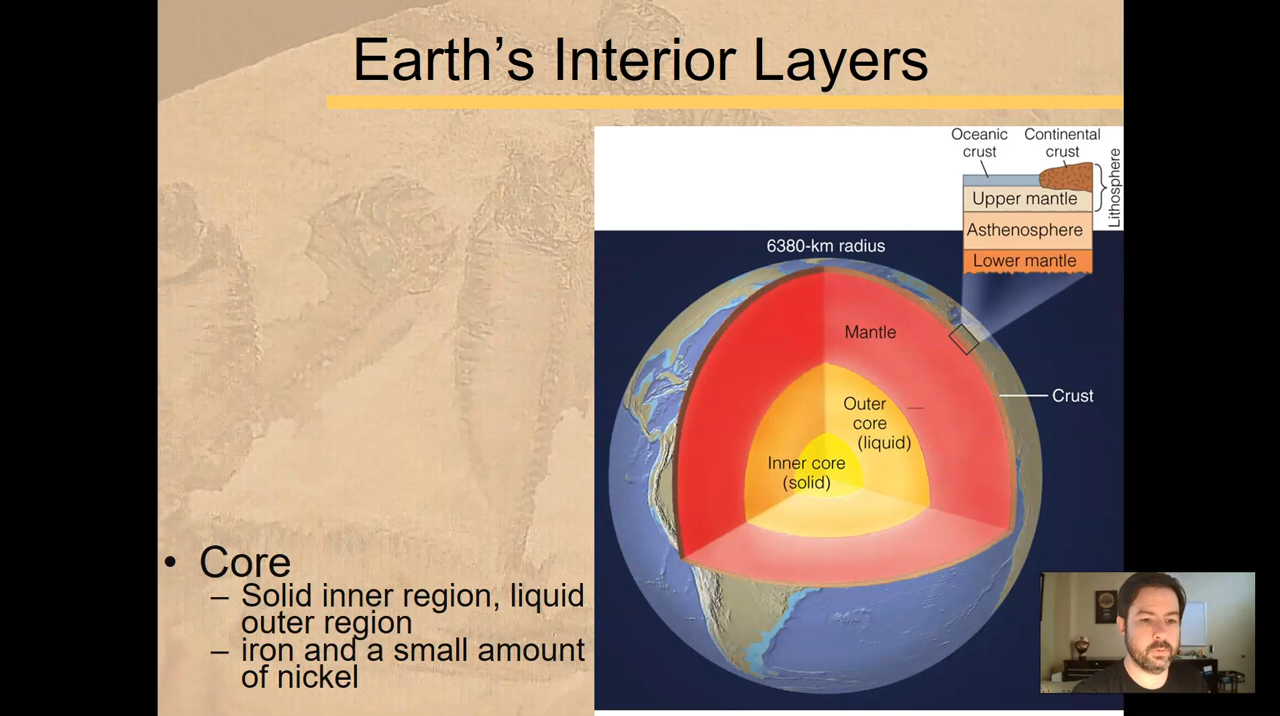 Earth’s Interior Layers
Oceanic
crust
Continental
crust
Lithosphere
Upper mantle
Asthenosphere
Lower mantle
6380-km radius
Mantle
Crust
Outer
core
(liquid)
Inner core
(solid)
• Core
– Solid inner region, liquid
outer region
– iron and a small amount
of nickel